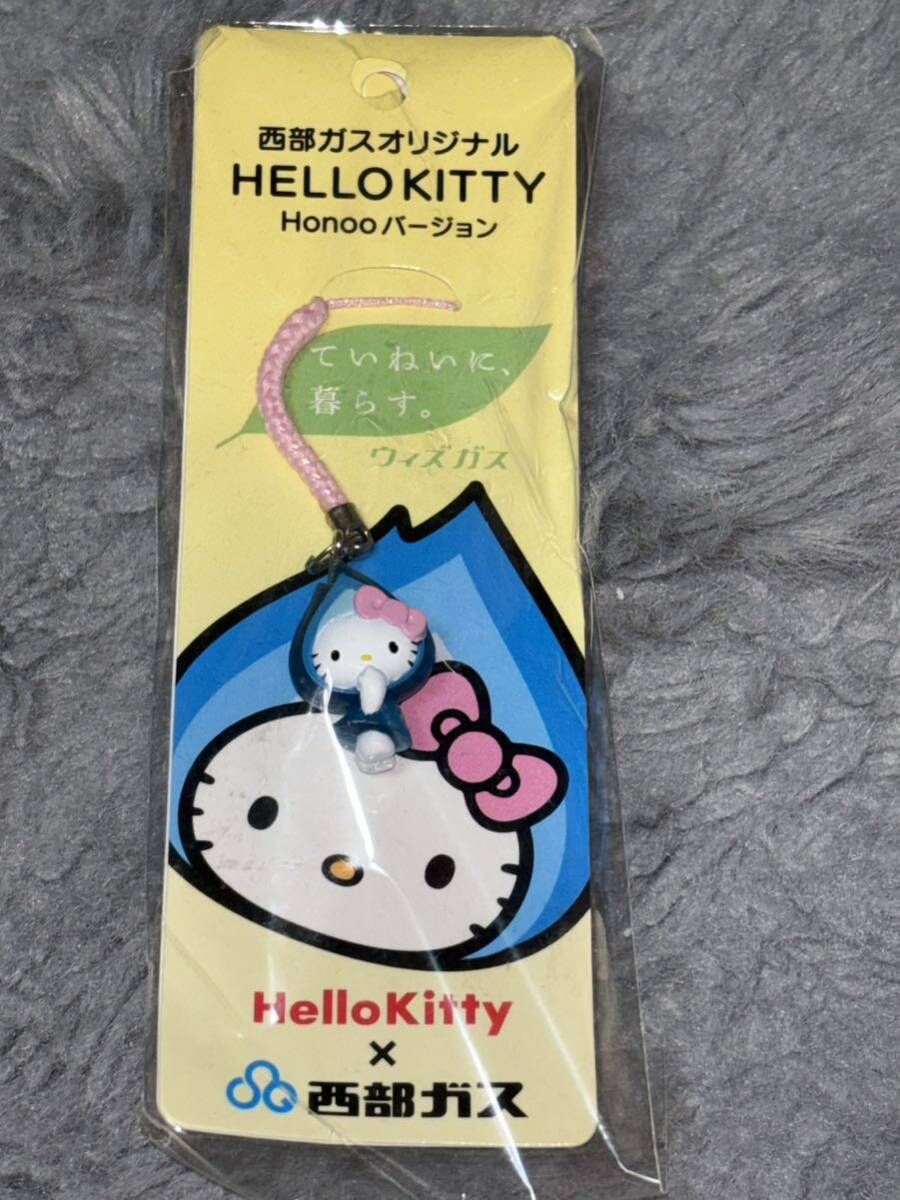 西部ガスオリジナル
HELLO KITTY
Honooバージョン
ていねいに、
暮らす。
ウィズガス
HelloKitty
×
西部ガス